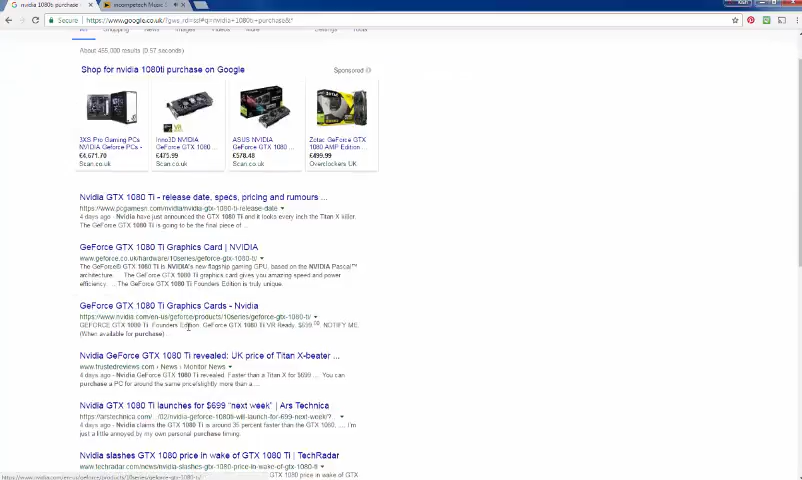 nvidia 1080ti purchase
incompetech Music
Secure
https://www.google.co.uk/?gws_rd=ssl#q=nvidia+1080ti+purchase&*
All Shopping News Images Videos More Settings Tools
About 455,000 results (0.57 seconds)
Shop for nvidia 1080ti purchase on Google
Sponsored
3XS Pro Gaming PCs
NVIDIA Geforce PCs -
£4,671.70
Scan.co.uk
Inno3D NVIDIA
GeForce GTX 1080 ...
£475.99
Scan.co.uk
ASUS NVIDIA
GeForce GTX 1080 ...
£578.48
Scan.co.uk
Zotac GeForce GTX
1080 AMP Edition ...
£499.99
Overclockers UK
Nvidia GTX 1080 Ti - release date, specs, pricing and rumours ...
https://www.pcgamesn.com/nvidia/nvidia-gtx-1080-ti-release-date
4 days ago - Nvidia have just announced the GTX 1080 Ti and it looks every inch the Titan X killer.
The GeForce GTX 1080 Ti is going to be the final piece of ...
GeForce GTX 1080 Ti Graphics Card | NVIDIA
www.geforce.co.uk/hardware/10series/geforce-gtx-1080-ti/
The GeForce® GTX 1080 Ti is NVIDIA's new flagship gaming GPU, based on the NVIDIA Pascal™
architecture. ... The GeForce GTX 1080 Ti graphics card gives you amazing speed and power
efficiency. ... The GeForce GTX 1080 Ti Founders Edition is truly unique.
GeForce GTX 1080 Ti Graphics Cards - Nvidia
https://www.nvidia.com/en-us/geforce/products/10series/geforce-gtx-1080-ti/
GEFORCE GTX 1080 Ti Founders Edition. GeForce GTX 1080 Ti VR Ready. $699.00 NOTIFY ME.
(When available for purchase)
Nvidia GeForce GTX 1080 Ti revealed: UK price of Titan X-beater ...
www.trustedreviews.com › News › Monitor News
4 days ago - Nvidia GeForce GTX 1080 Ti revealed. Faster than a Titan X for $699 ... You can
purchase a PC for around the same price/slightly more than a ...
Nvidia GTX 1080 Ti launches for $699 "next week" | Ars Technica
https://arstechnica.com/.../02/nvidia-geforce-1080ti-will-launch-for-699-next-week/?...
4 days ago - Nvidia claims the GTX 1080 Ti is around 35 percent faster than the GTX 1080, .... I'm
just a little annoyed by my own personal purchase timing.
Nvidia slashes GTX 1080 price in wake of GTX 1080 Ti | TechRadar
www.techradar.com/news/nvidia-slashes-gtx-1080-price-in-wake-of-gtx-1080-ti
https://www.nvidia.com/en-us/geforce/products/10series/geforce-gtx-1080-ti/
GTX 1080 Ti, Nvidia has slashed the price of its GTX